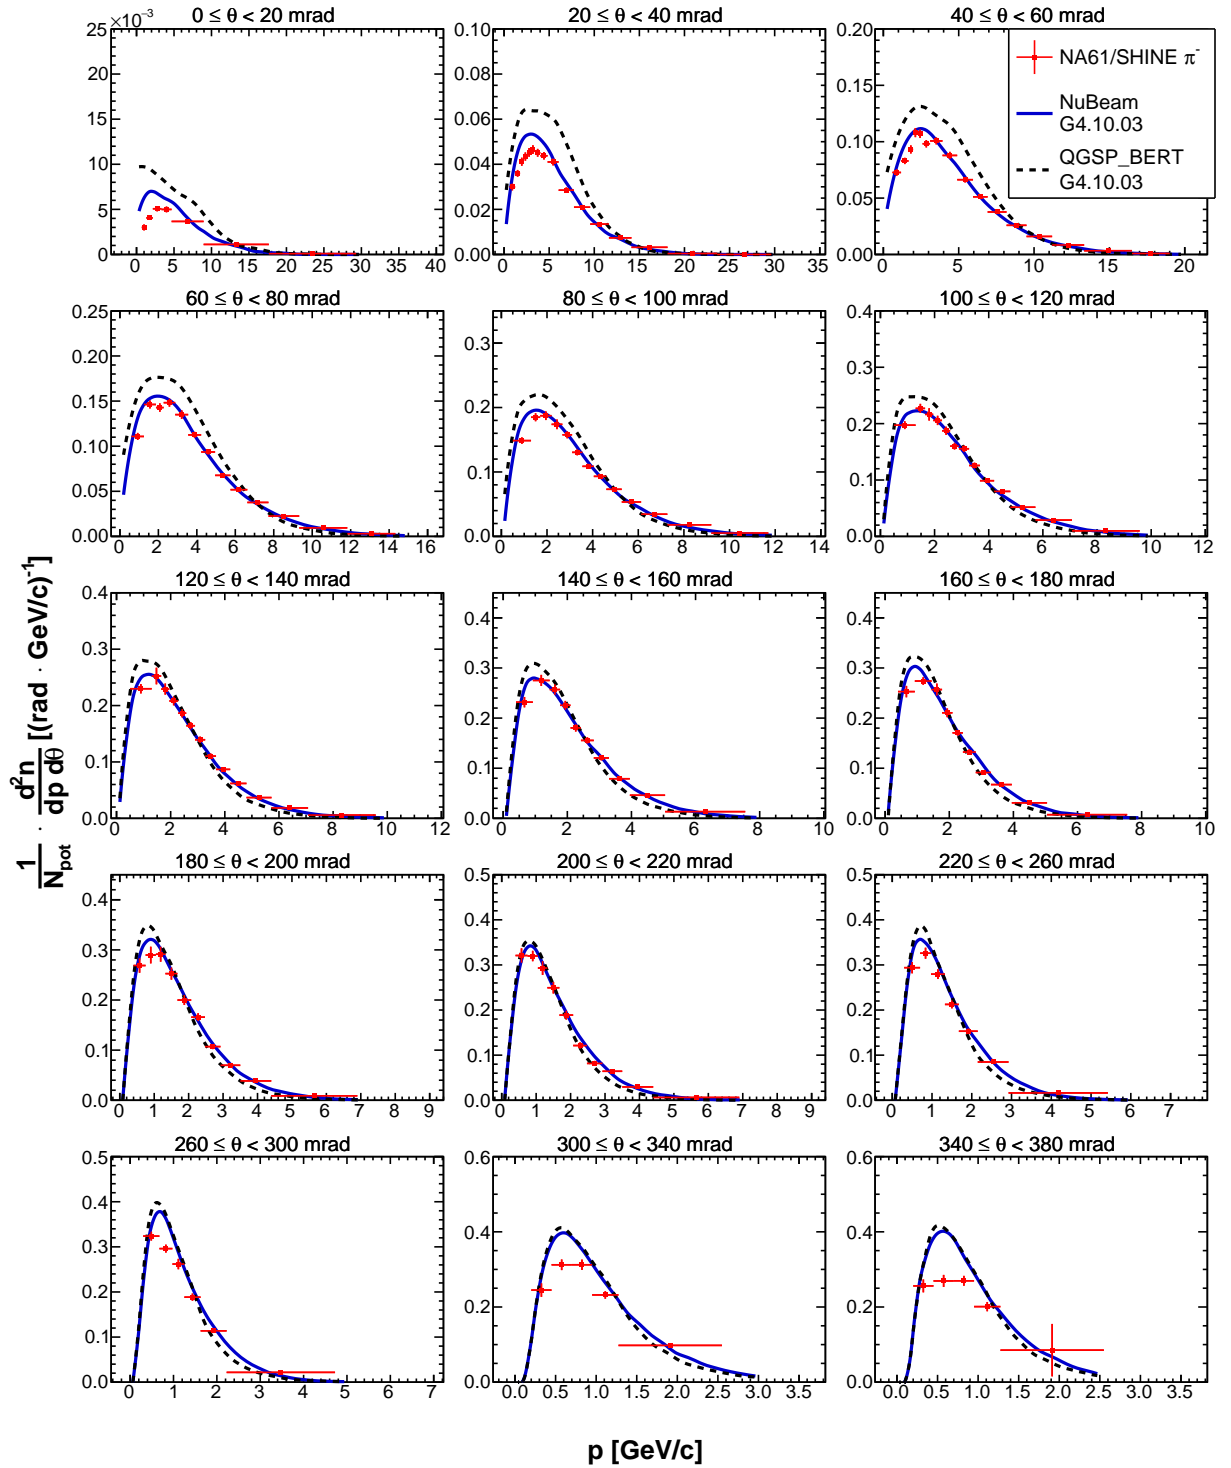 ×10⁻³ 0 ≤ θ < 20 mrad
25
20
15
10
5
0
0 5 10 15 20 25 30 35 40
20 ≤ θ < 40 mrad
0.10
0.08
0.06
0.04
0.02
0.00
0 5 10 15 20 25 30 35
40 ≤ θ < 60 mrad
0.20
0.15
0.10
0.05
0.00
0 5 10 15 20
NA61/SHINE π⁻
NuBeam
G4.10.03
QGSP_BERT
G4.10.03
60 ≤ θ < 80 mrad
0.25
0.20
0.15
0.10
0.05
0.00
0 2 4 6 8 10 12 14 16
80 ≤ θ < 100 mrad
0.3
0.2
0.1
0.0
0 2 4 6 8 10 12 14
100 ≤ θ < 120 mrad
0.4
0.3
0.2
0.1
0.0
0 2 4 6 8 10 12
120 ≤ θ < 140 mrad
0.4
0.3
0.2
0.1
0.0
0 2 4 6 8 10 12
140 ≤ θ < 160 mrad
0.4
0.3
0.2
0.1
0.0
0 2 4 6 8 10
160 ≤ θ < 180 mrad
0.4
0.3
0.2
0.1
0.0
0 2 4 6 8 10
180 ≤ θ < 200 mrad
0.4
0.3
0.2
0.1
0.0
0 1 2 3 4 5 6 7 8 9
200 ≤ θ < 220 mrad
0.5
0.4
0.3
0.2
0.1
0.0
0 1 2 3 4 5 6 7 8 9
220 ≤ θ < 260 mrad
0.5
0.4
0.3
0.2
0.1
0.0
0 1 2 3 4 5 6 7
260 ≤ θ < 300 mrad
0.5
0.4
0.3
0.2
0.1
0.0
0 1 2 3 4 5 6 7
300 ≤ θ < 340 mrad
0.6
0.4
0.2
0.0
0.0 0.5 1.0 1.5 2.0 2.5 3.0 3.5
340 ≤ θ < 380 mrad
0.6
0.4
0.2
0.0
0.0 0.5 1.0 1.5 2.0 2.5 3.0 3.5
1/N_pot · d²n/dp dθ [(rad · GeV/c)⁻¹]
p [GeV/c]